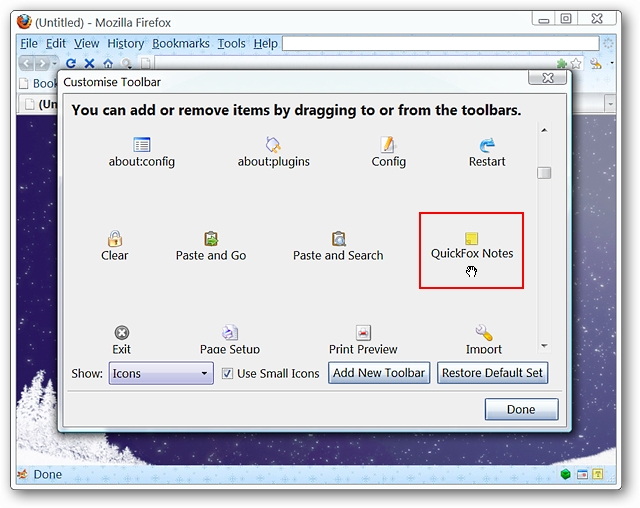 (Untitled) - Mozilla Firefox
File Edit View History Bookmarks Tools Help
Book
(Un
Customise Toolbar
You can add or remove items by dragging to or from the toolbars.
about:config about:plugins Config Restart
Clear Paste and Go Paste and Search QuickFox Notes
Exit Page Setup Print Preview Import
Show: Icons Use Small Icons Add New Toolbar Restore Default Set
Done
Done